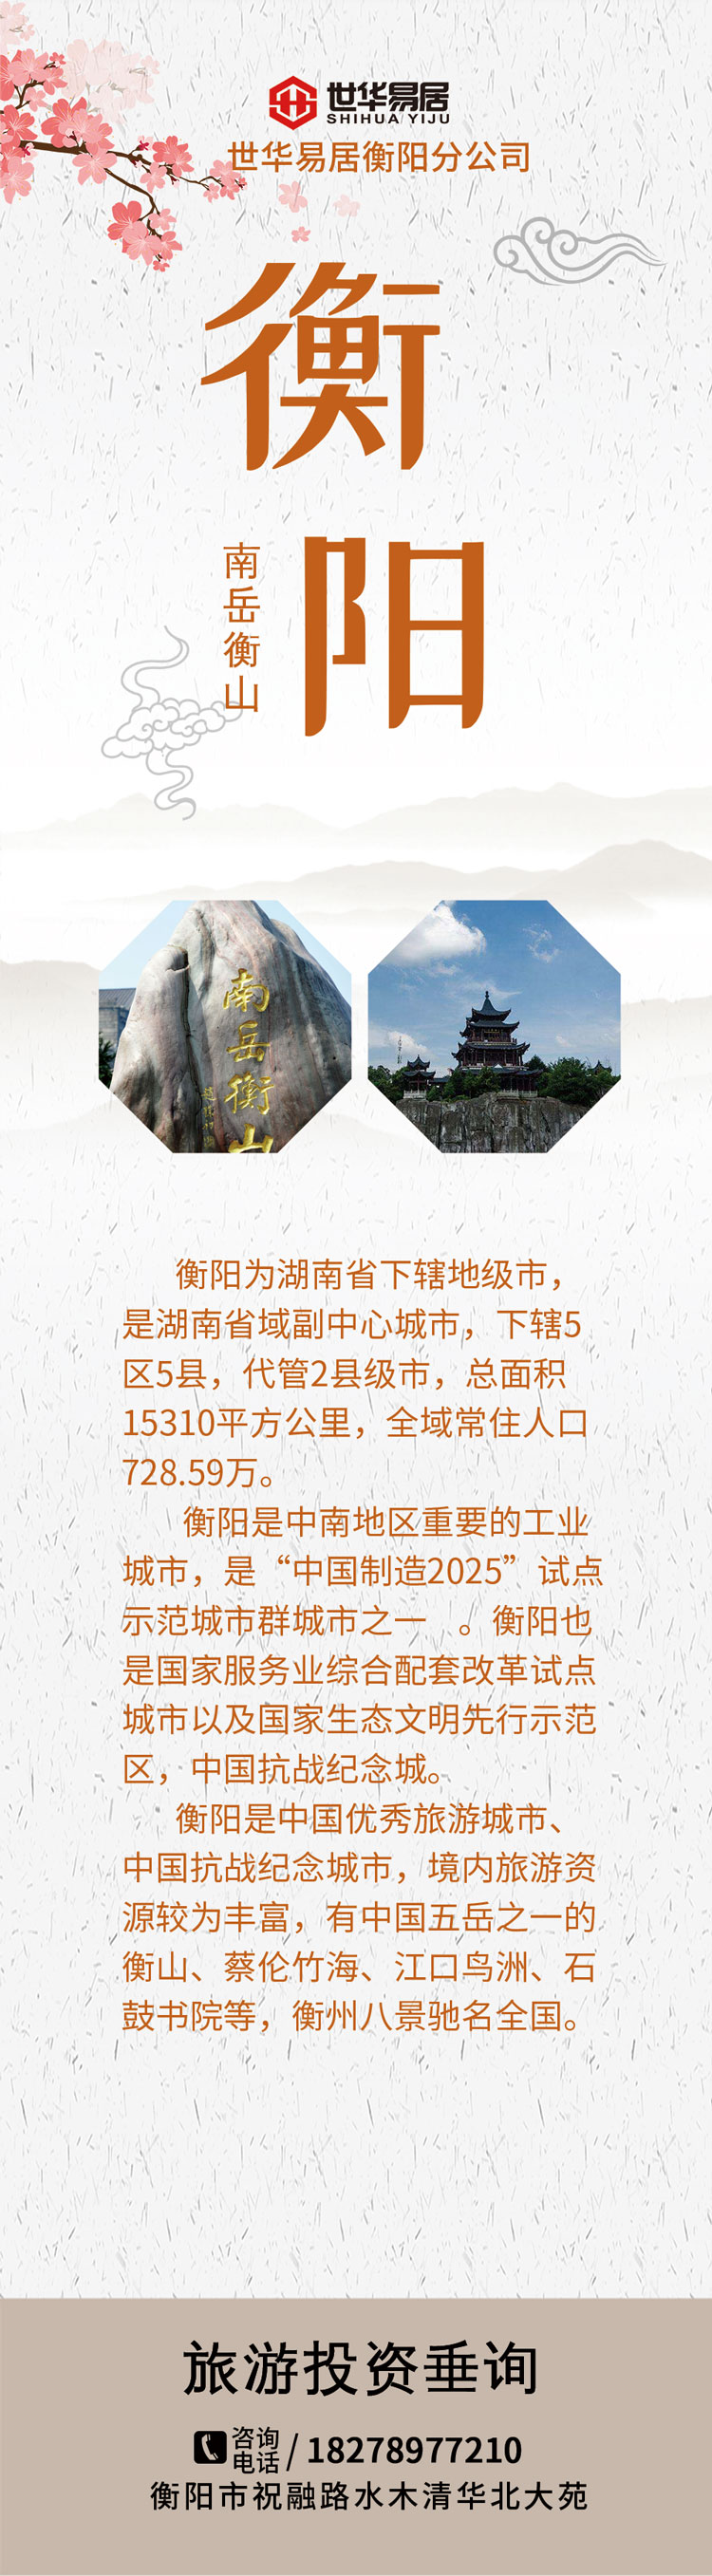 世华易居
SHIHUA YIJU
世华易居衡阳分公司
衡
阳
南岳衡山
南岳衡山
衡阳为湖南省下辖地级市，
是湖南省域副中心城市，下辖5
区5县，代管2县级市，总面积
15310平方公里，全域常住人口
728.59万。
衡阳是中南地区重要的工业
城市，是“中国制造2025”试点
示范城市群城市之一 。衡阳也
是国家服务业综合配套改革试点
城市以及国家生态文明先行示范
区，中国抗战纪念城。
衡阳是中国优秀旅游城市、
中国抗战纪念城市，境内旅游资
源较为丰富，有中国五岳之一的
衡山、蔡伦竹海、江口鸟洲、石
鼓书院等，衡州八景驰名全国。
旅游投资垂询
咨询电话/18278977210
衡阳市祝融路水木清华北大苑